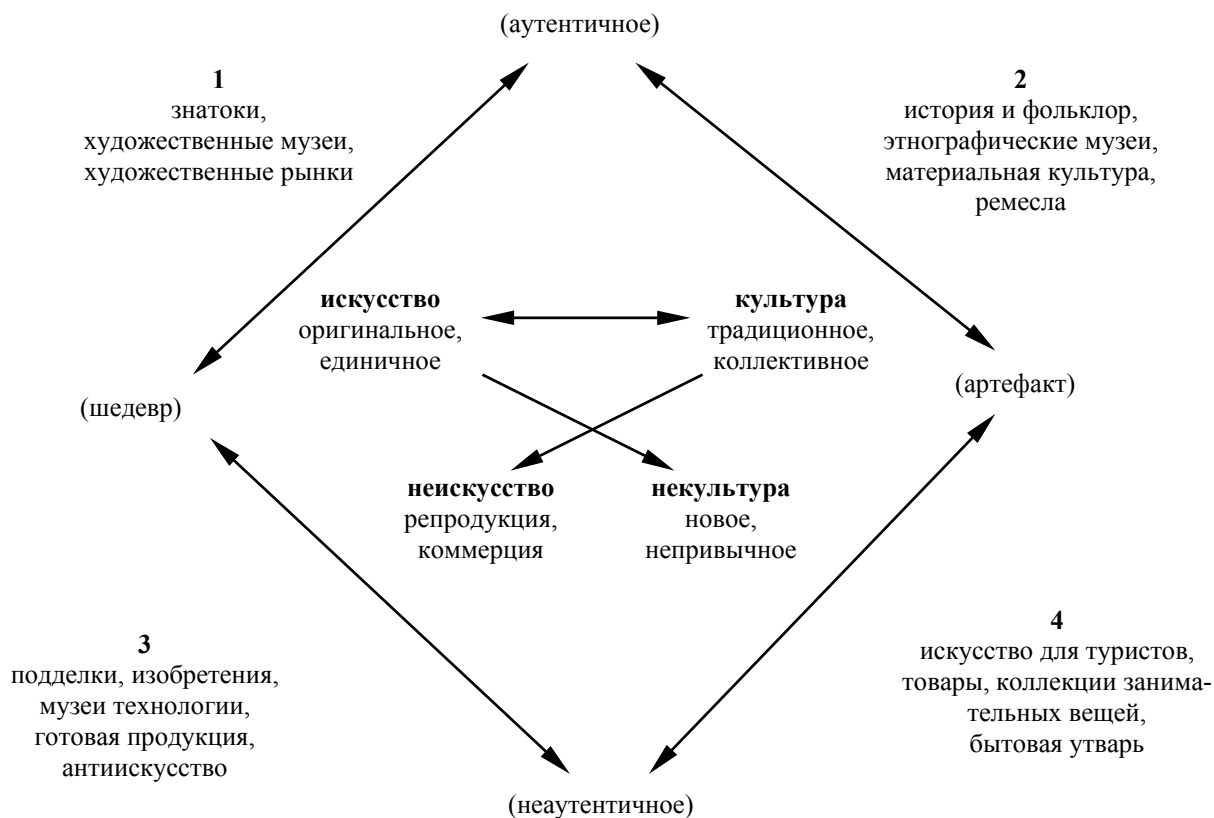 (аутентичное)
1
знатоки,
художественные музеи,
художественные рынки
2
история и фольклор,
этнографические музеи,
материальная культура,
ремесла
искусство
оригинальное,
единичное
культура
традиционное,
коллективное
(шедевр)
(артефакт)
неискусство
репродукция,
коммерция
некультура
новое,
непривычное
3
подделки, изобретения,
музеи технологии,
готовая продукция,
антиискусство
4
искусство для туристов,
товары, коллекции занима-
тельных вещей,
бытовая утварь
(неаутентичное)